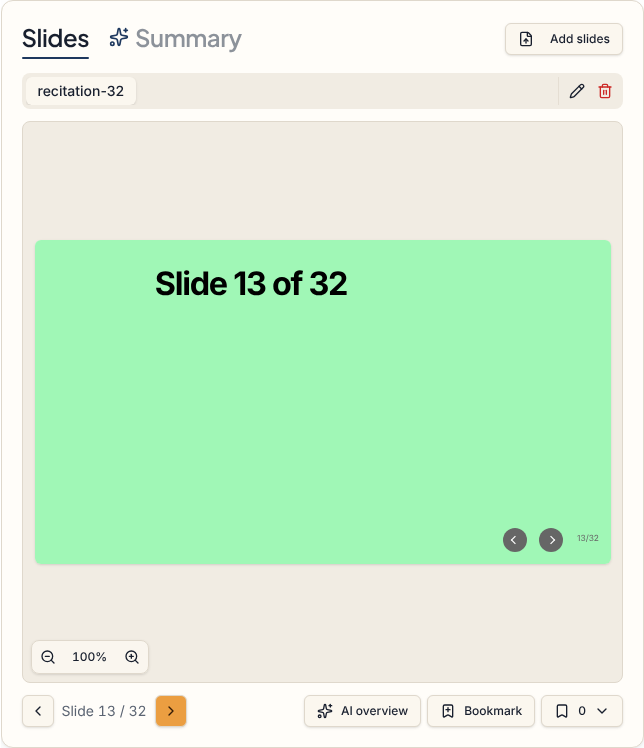 Slides
Summary
Add slides
recitation-32
Slide 13 of 32
13/32
100%
Slide 13 / 32
AI overview
Bookmark
0